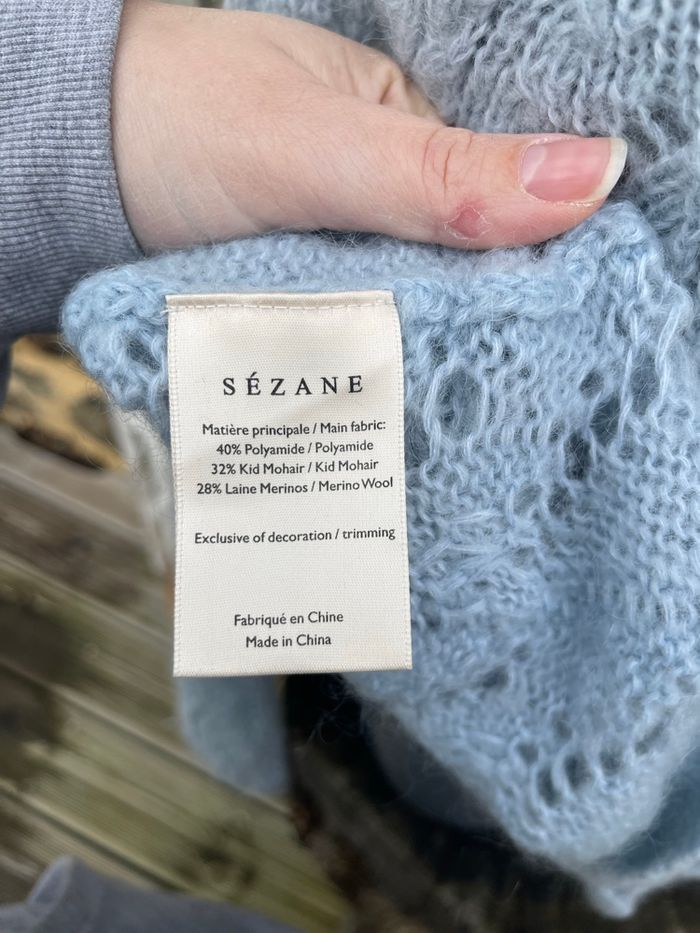 SÉZANE
Matière principale / Main fabric:
40% Polyamide / Polyamide
32% Kid Mohair / Kid Mohair
28% Laine Merinos / Merino Wool
Exclusive of decoration / trimming
Fabriqué en Chine
Made in China